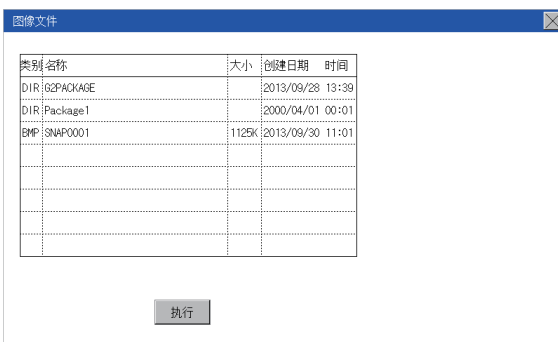 图像文件
类别 名称 大小 创建日期 时间
DIR G2PACKAGE 2013/09/28 13:39
DIR Package1 2000/04/01 00:01
BMP SNAP0001 1125K 2013/09/30 11:01
执行